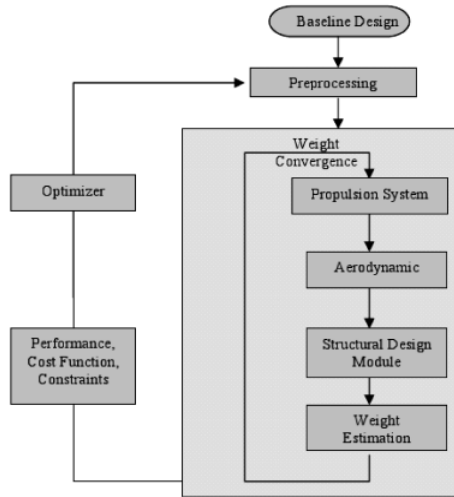 Baseline Design
Preprocessing
Weight
Convergence
Optimizer
Propulsion System
Aerodynamic
Performance,
Cost Function,
Constraints
Structural Design
Module
Weight
Estimation